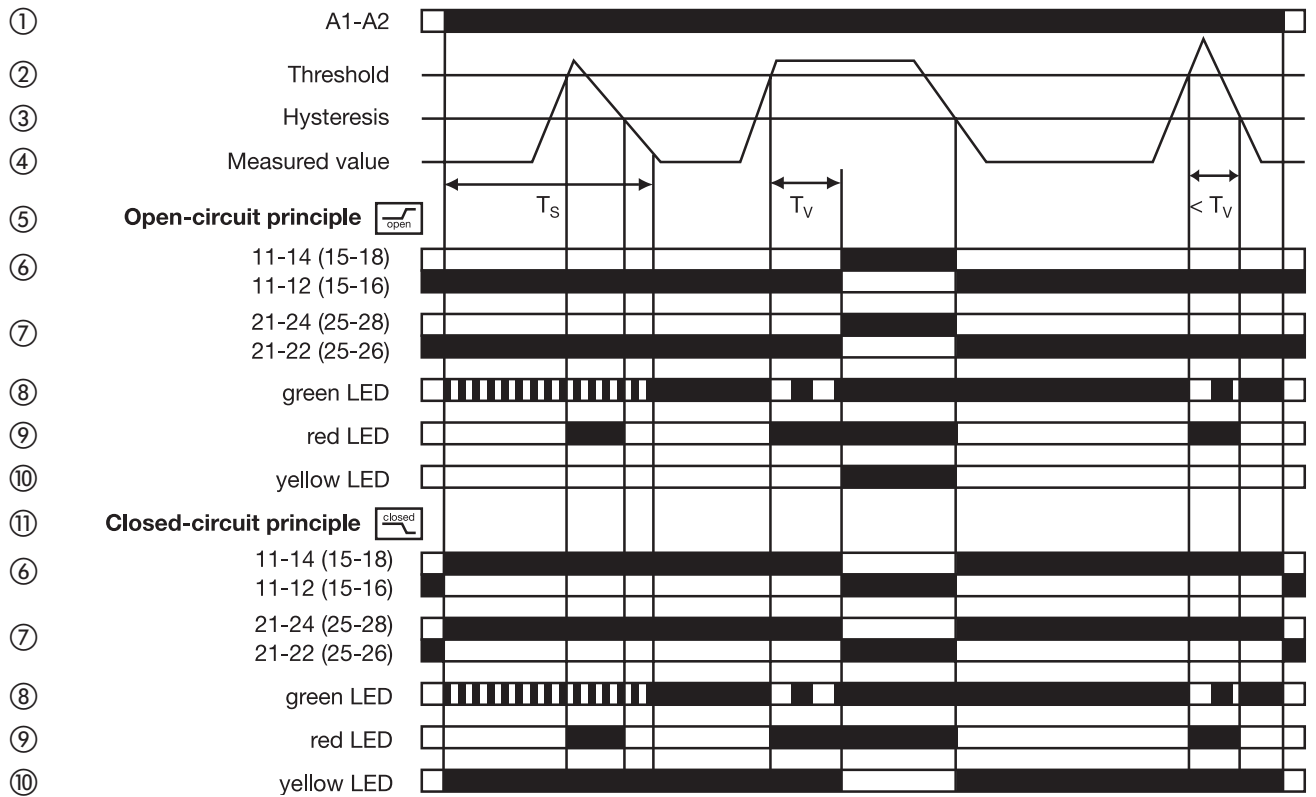 ① A1-A2
② Threshold
③ Hysteresis
④ Measured value
T_S T_V < T_V
⑤ Open-circuit principle open
⑥ 11-14 (15-18)
11-12 (15-16)
⑦ 21-24 (25-28)
21-22 (25-26)
⑧ green LED
⑨ red LED
⑩ yellow LED
⑪ Closed-circuit principle closed
⑥ 11-14 (15-18)
11-12 (15-16)
⑦ 21-24 (25-28)
21-22 (25-26)
⑧ green LED
⑨ red LED
⑩ yellow LED